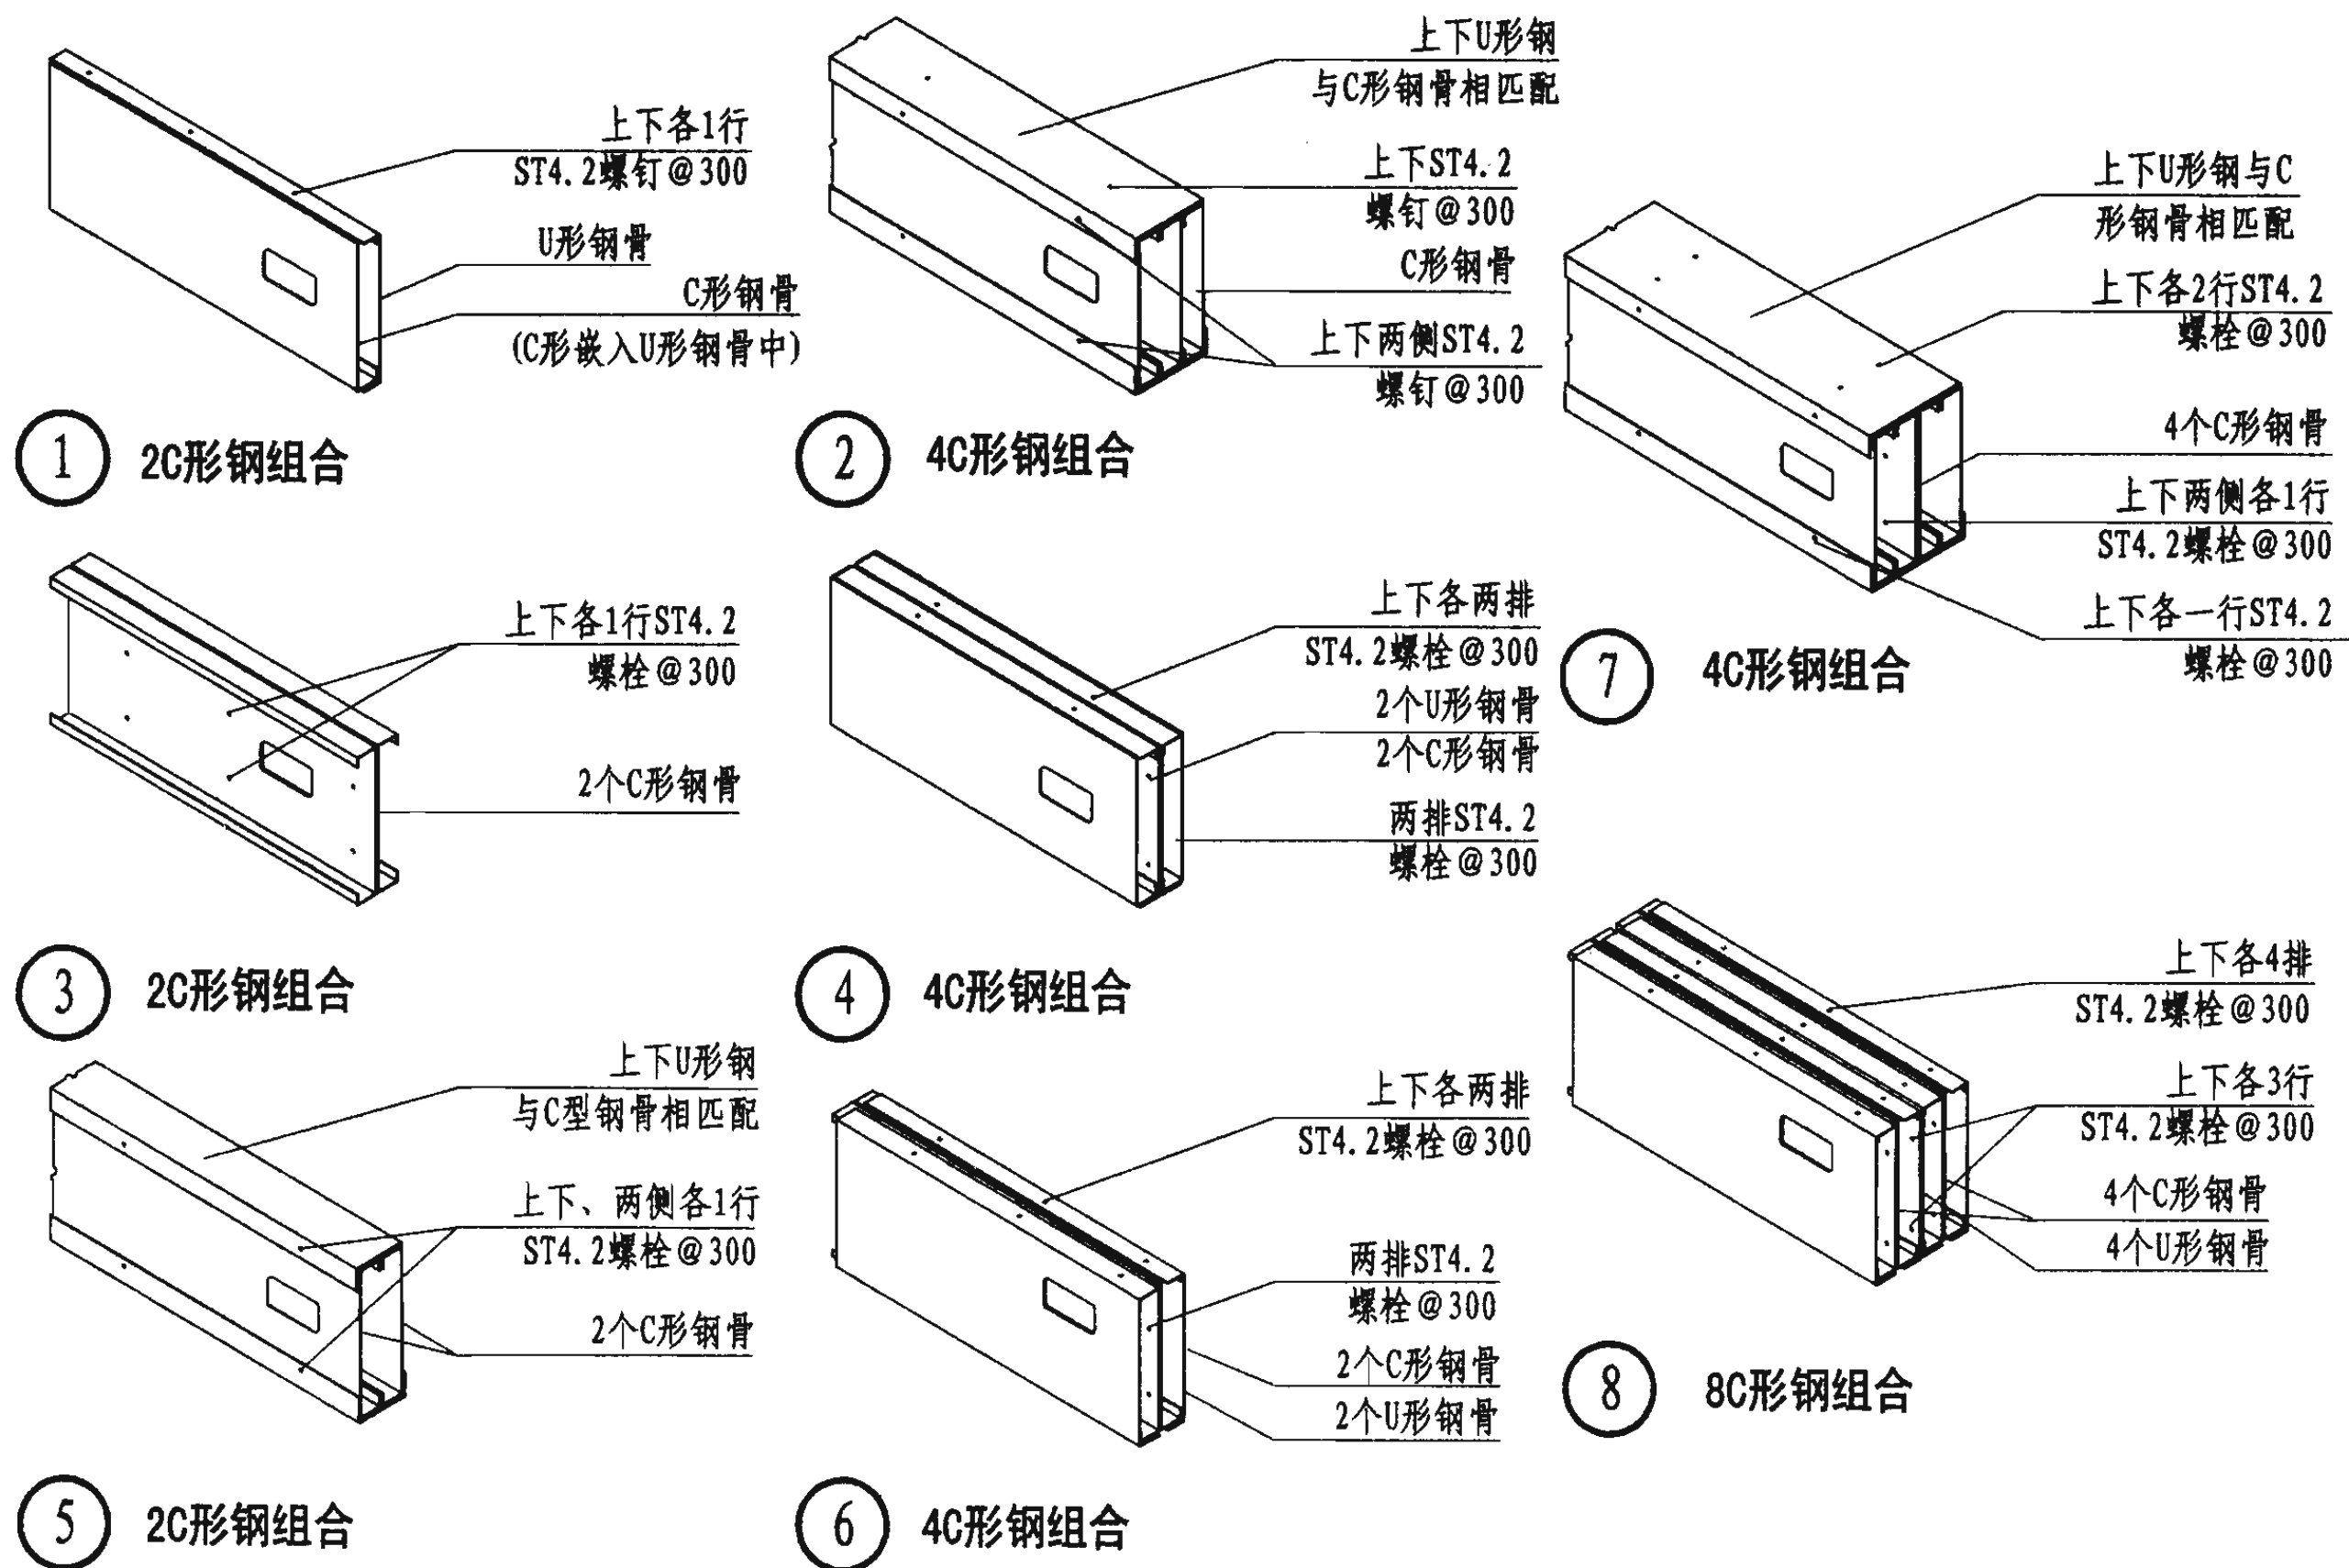 上下各1行
ST4.2螺钉@300
U形钢骨
C形钢骨
(C形嵌入U形钢骨中)
1 2C形钢组合
上下U形钢
与C形钢骨相匹配
上下ST4.2
螺钉@300
C形钢骨
上下两侧ST4.2
螺钉@300
2 4C形钢组合
上下各1行ST4.2
螺栓@300
2个C形钢骨
3 2C形钢组合
上下各两排
ST4.2螺栓@300
2个U形钢骨
2个C形钢骨
两排ST4.2
螺栓@300
4 4C形钢组合
上下U形钢
与C型钢骨相匹配
上下、两侧各1行
ST4.2螺栓@300
2个C形钢骨
5 2C形钢组合
上下各两排
ST4.2螺栓@300
两排ST4.2
螺栓@300
2个C形钢骨
2个U形钢骨
6 4C形钢组合
上下U形钢与C
形钢骨相匹配
上下各2行ST4.2
螺栓@300
4个C形钢骨
上下两侧各1行
ST4.2螺栓@300
上下各一行ST4.2
螺栓@300
7 4C形钢组合
上下各4排
ST4.2螺栓@300
上下各3行
ST4.2螺栓@300
4个C形钢骨
4个U形钢骨
8 8C形钢组合